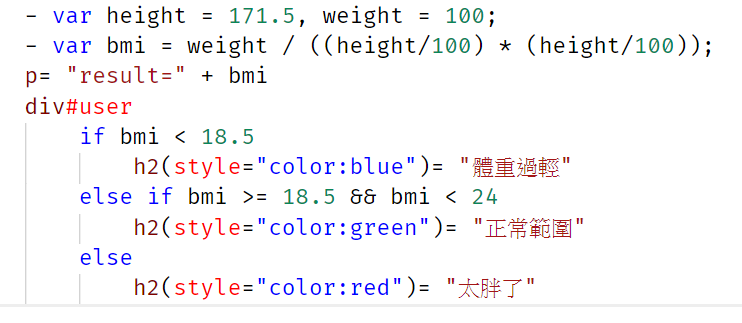 - var height = 171.5, weight = 100;
- var bmi = weight / ((height/100) * (height/100));
p= "result=" + bmi
div#user
    if bmi < 18.5
        h2(style="color:blue")= "體重過輕"
    else if bmi >= 18.5 && bmi < 24
        h2(style="color:green")= "正常範圍"
    else
        h2(style="color:red")= "太胖了"